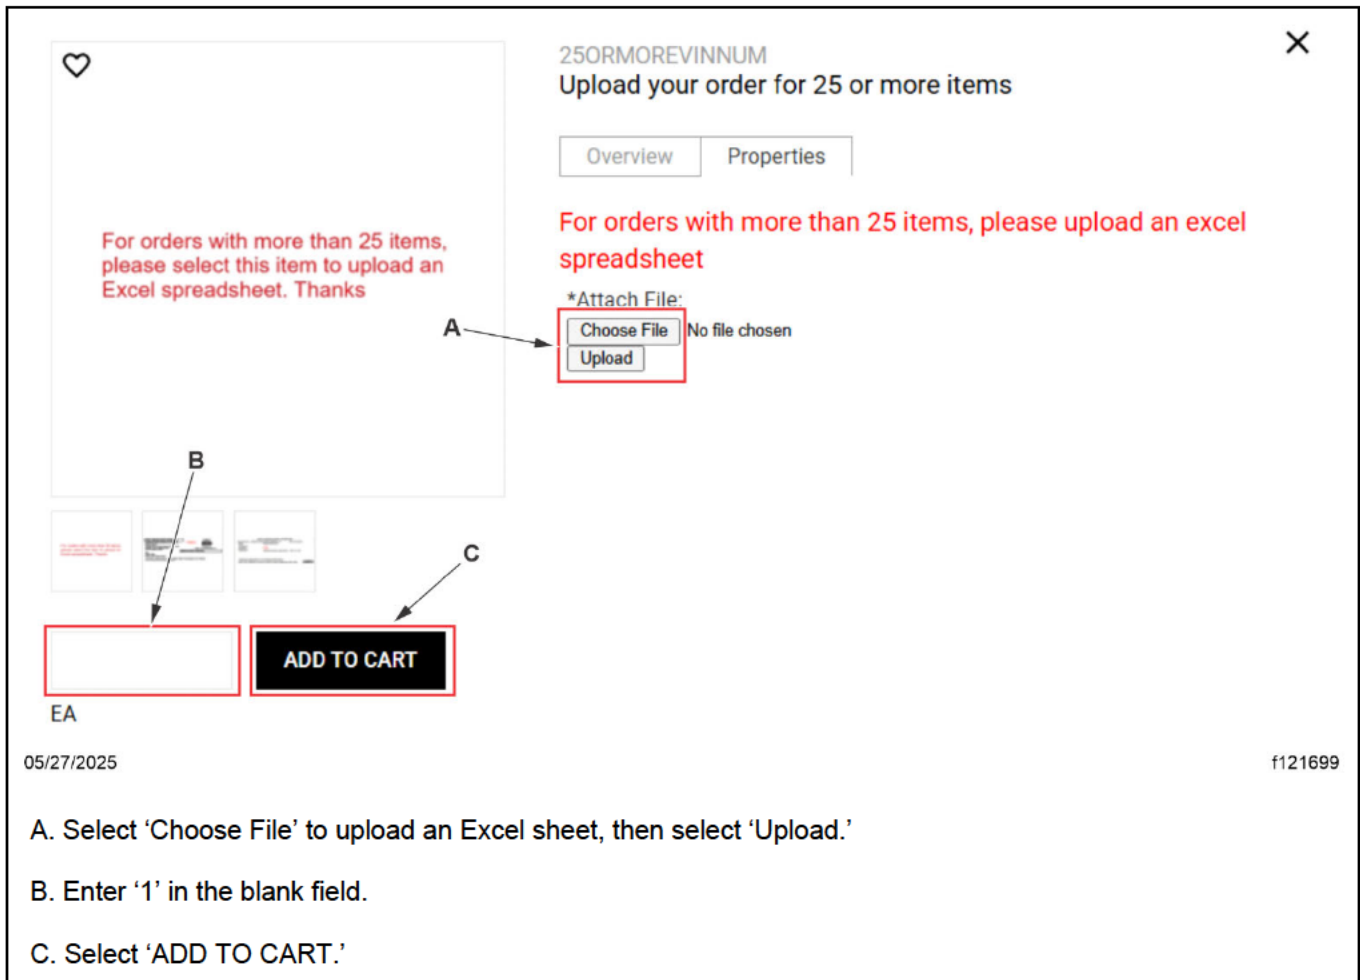 25ORMOREVINNUM
Upload your order for 25 or more items
Overview
Properties
For orders with more than 25 items, please upload an excel
spreadsheet
For orders with more than 25 items,
please select this item to upload an
Excel spreadsheet. Thanks
*Attach File:
A
Choose File No file chosen
Upload
B
C
ADD TO CART
EA
05/27/2025
f121699
A. Select ‘Choose File’ to upload an Excel sheet, then select ‘Upload.’
B. Enter ‘1’ in the blank field.
C. Select ‘ADD TO CART.’